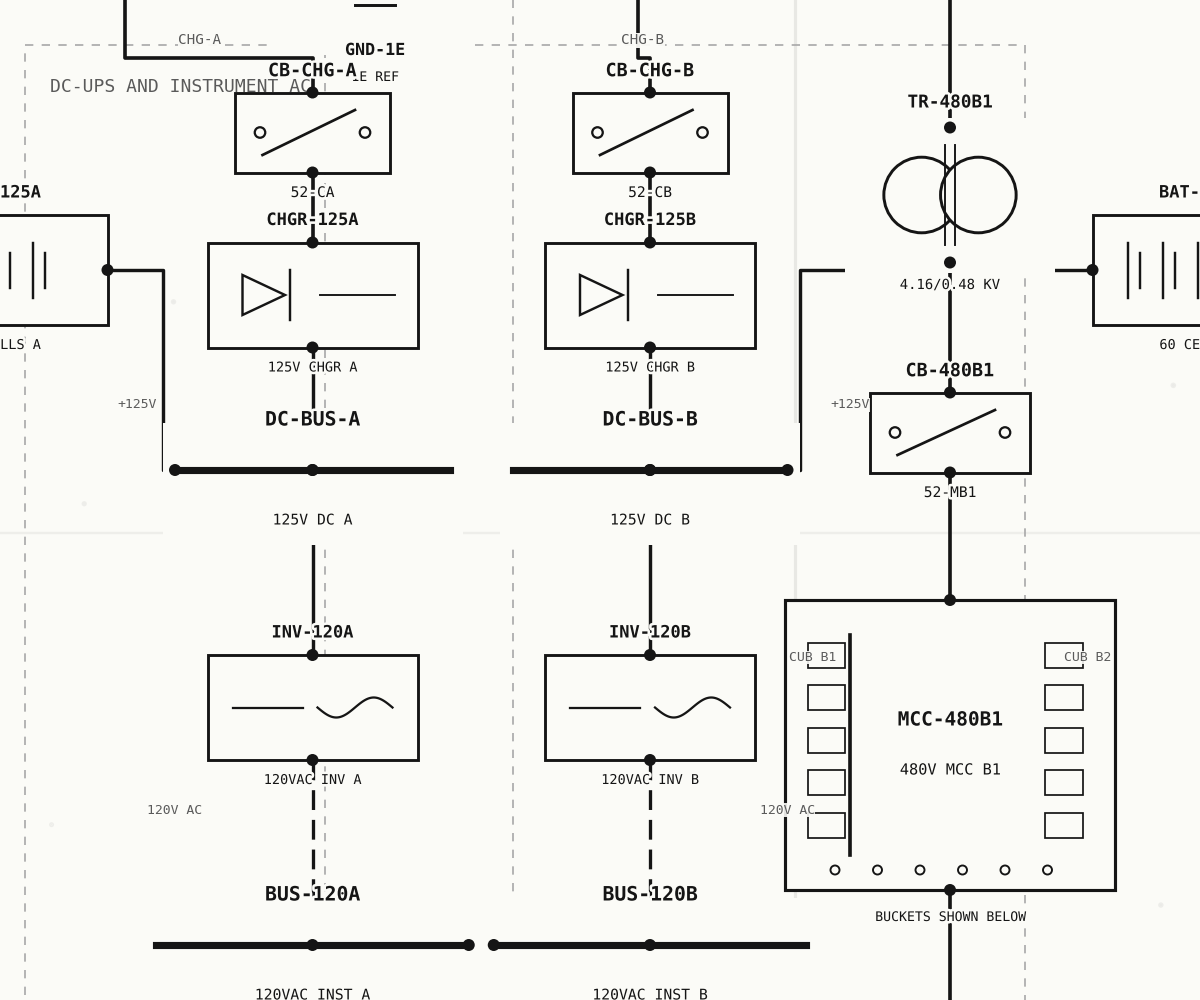 CHG-A
CHG-B
GND-1E
CB-CHG-A
1E REF
CB-CHG-B
DC-UPS AND INSTRUMENT AC
TR-480B1
52-CA
52-CB
125A
BAT-
CHGR-125A
CHGR-125B
4.16/0.48 KV
LLS A
60 CE
125V CHGR A
125V CHGR B
CB-480B1
+125V
+125V
DC-BUS-A
DC-BUS-B
52-MB1
125V DC A
125V DC B
INV-120A
INV-120B
CUB B1
CUB B2
MCC-480B1
480V MCC B1
120VAC INV A
120VAC INV B
120V AC
120V AC
BUS-120A
BUS-120B
BUCKETS SHOWN BELOW
120VAC INST A
120VAC INST B